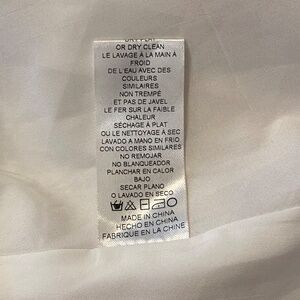 DRY FLAT
OR DRY CLEAN
LE LAVAGE À LA MAIN À
FROID
DE L'EAU AVEC DES
COULEURS
SIMILAIRES
NON TREMPÉ
ET PAS DE JAVEL
LE FER SUR LA FAIBLE
CHALEUR
SÉCHAGE À PLAT
OU LE NETTOYAGE À SEC
LAVADO A MANO EN FRIO
CON COLORES SIMILARES
NO REMOJAR
NO BLANQUEADOR
PLANCHAR EN CALOR
BAJO
SECAR PLANO
O LAVADO EN SECO
MADE IN CHINA
HECHO EN CHINA
FABRIQUE EN LA CHINE